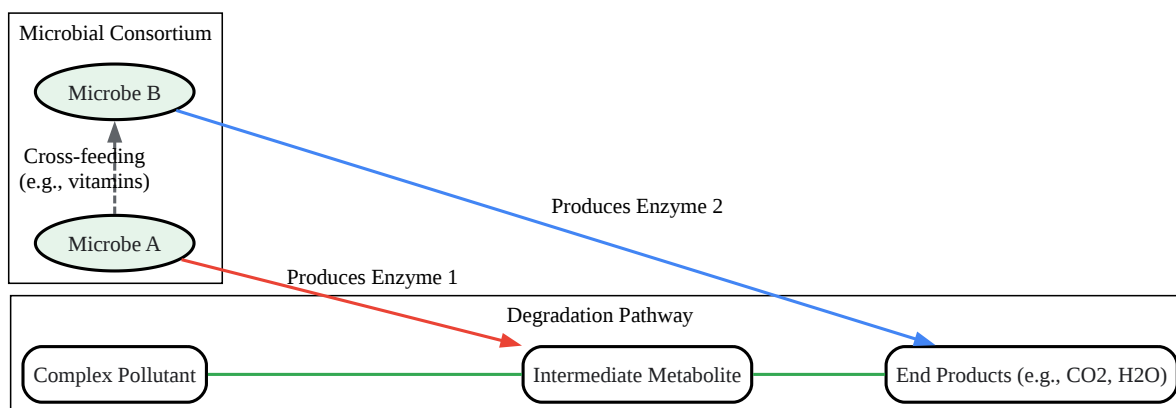 Microbial Consortium
Microbe B
Cross-feeding
(e.g., vitamins)
Microbe A
Produces Enzyme 2
Produces Enzyme 1
Degradation Pathway
Complex Pollutant
Intermediate Metabolite
End Products (e.g., CO2, H2O)